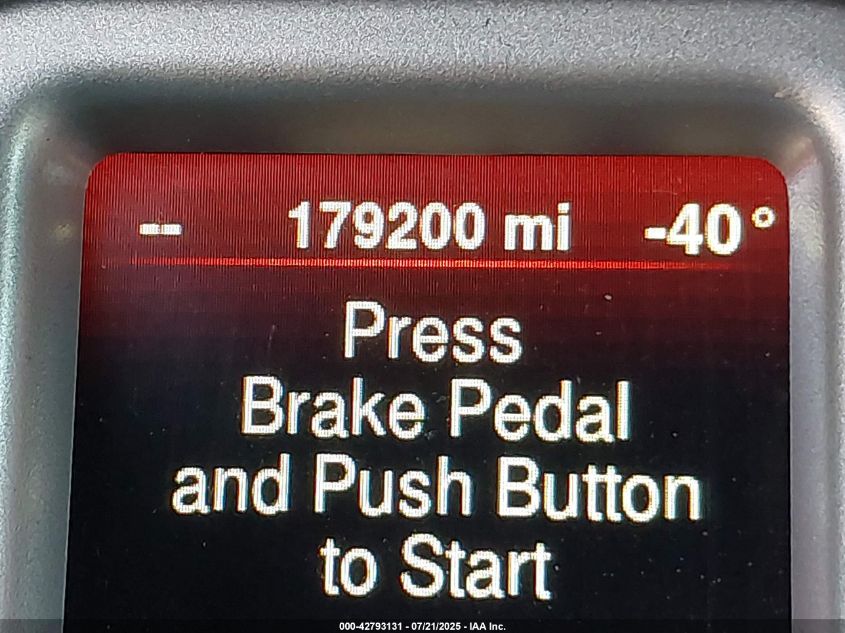 -- 179200 mi -40°
Press
Brake Pedal
and Push Button
to Start
000-42793131 - 07/21/2025 - IAA Inc.